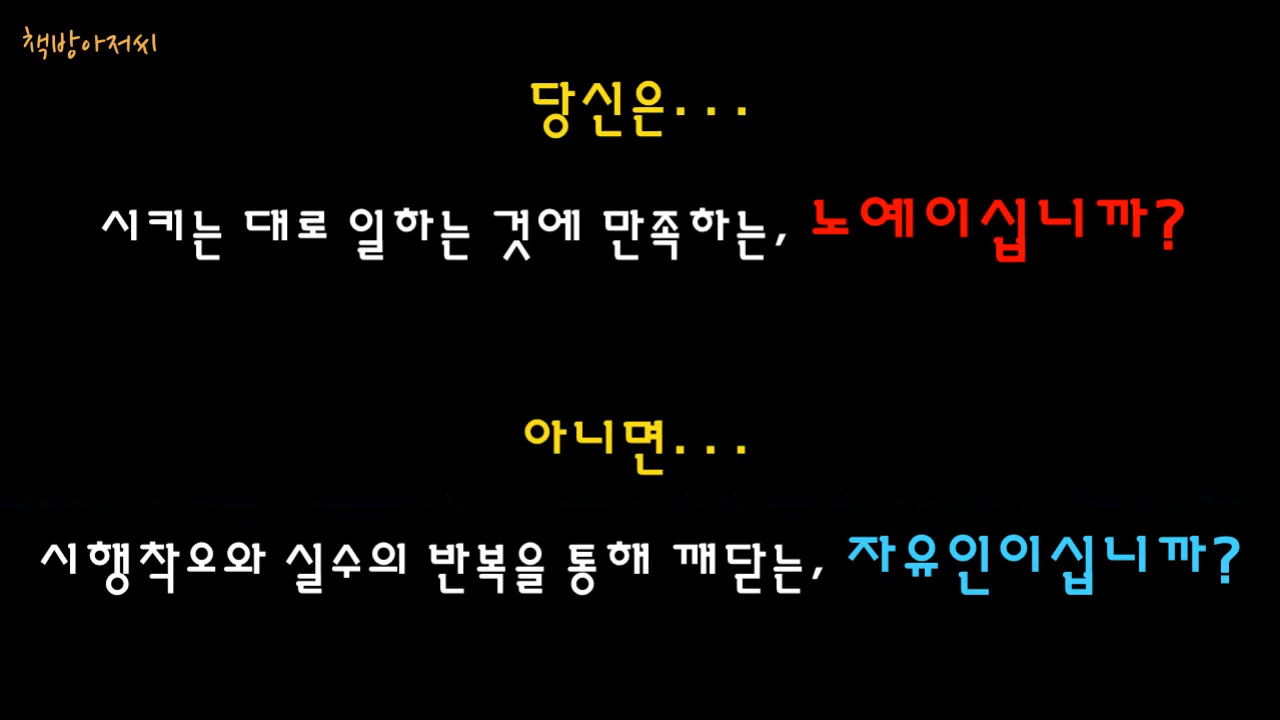 책방아저씨
당신은...
시키는 대로 일하는 것에 만족하는, 노예이십니까?
아니면...
시행착오와 실수의 반복을 통해 깨닫는, 자유인이십니까?